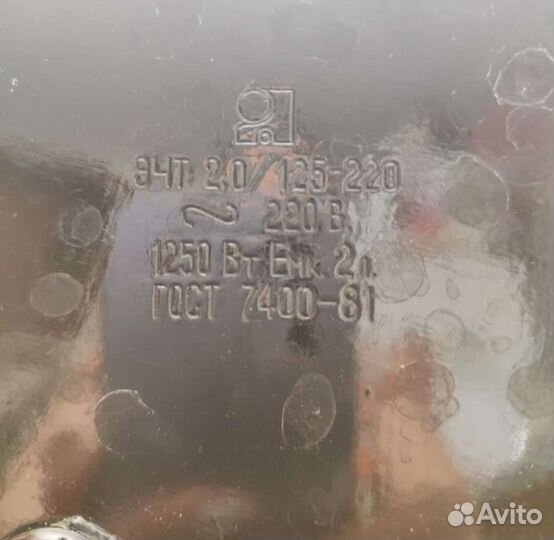 ЭЧТ 2,0/125-220
~ 220 В
1250 Вт Емк. 2 л.
ГОСТ 7400-81
Avito